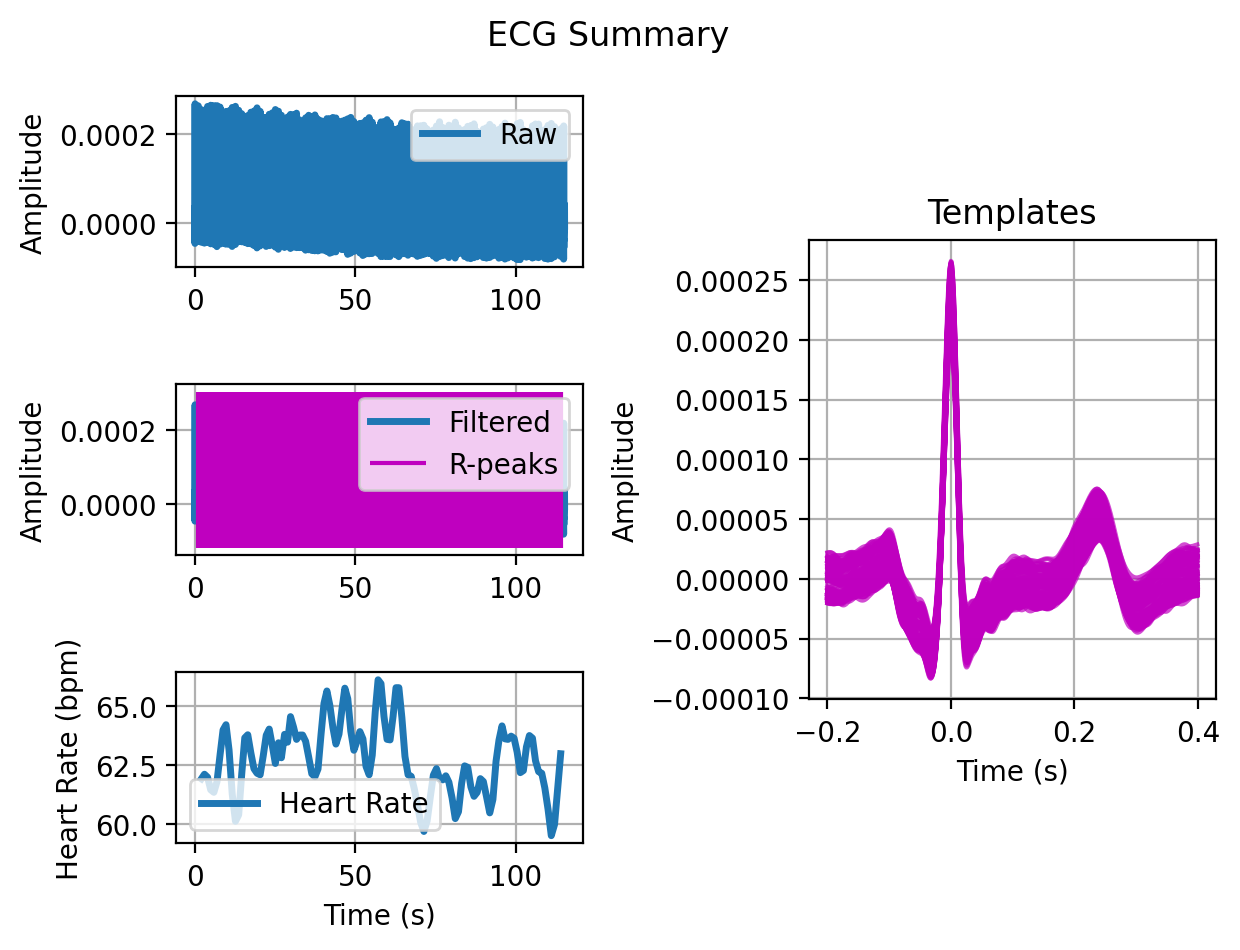 ECG Summary
Amplitude
0.0002
0.0000
Raw
0
50
100
Amplitude
0.0002
0.0000
Filtered
R-peaks
0
50
100
Heart Rate (bpm)
65.0
62.5
60.0
Heart Rate
0
50
100
Time (s)
Templates
Amplitude
0.00025
0.00020
0.00015
0.00010
0.00005
0.00000
−0.00005
−0.00010
−0.2
0.0
0.2
0.4
Time (s)